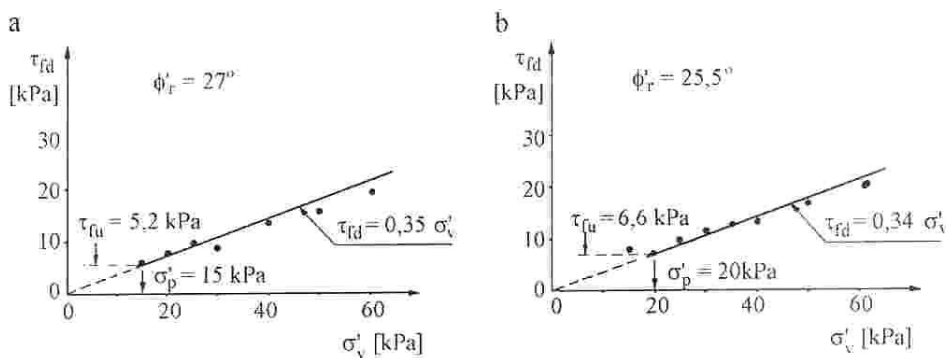 a
τfd
[kPa]
ϕ'r = 27°
30
20
10
0
τfu = 5,2 kPa
σ'p = 15 kPa
τfd = 0,35 σ'v
0 20 40 60
σ'v [kPa]
b
τfd
[kPa]
ϕ'r = 25,5°
30
20
10
0
τfu = 6,6 kPa
σ'p = 20kPa
τfd = 0,34 σ'v
0 20 40 60
σ'v [kPa]